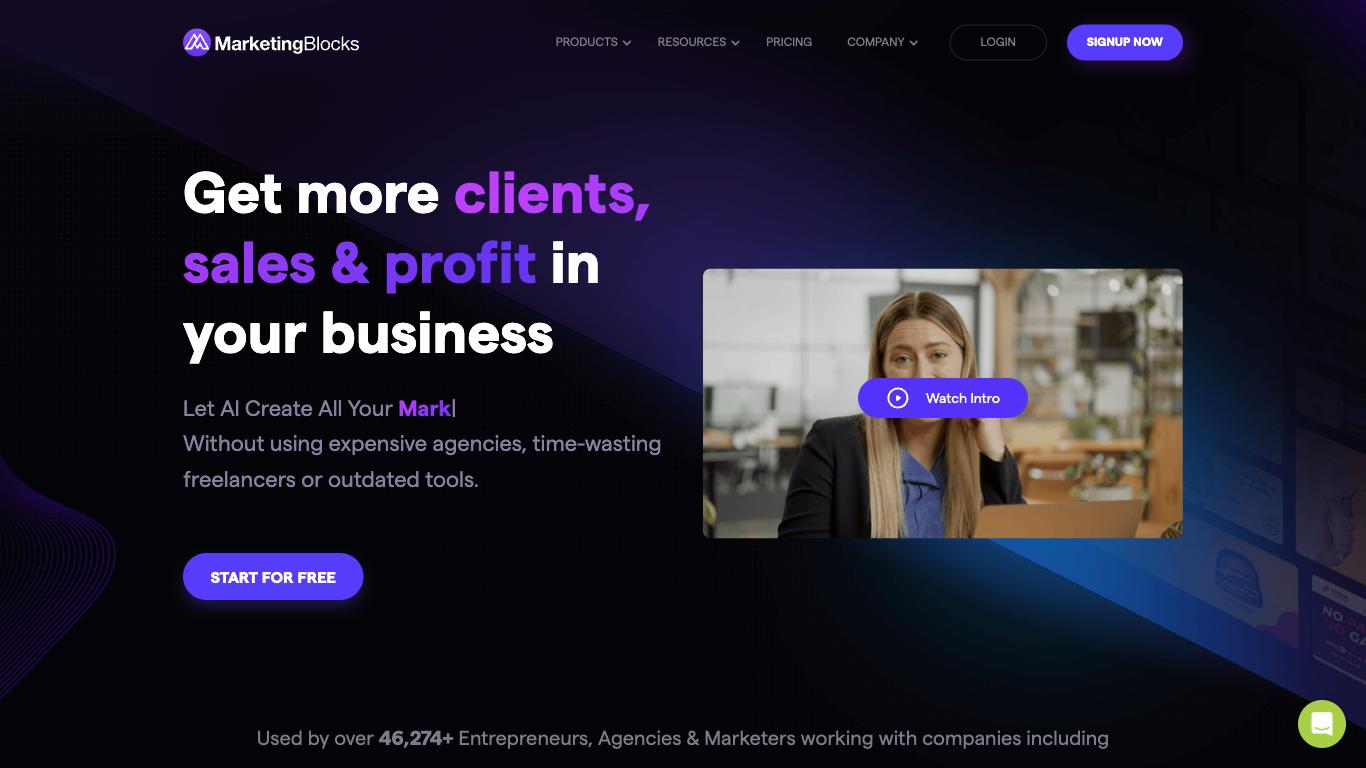 MarketingBlocks
PRODUCTS
RESOURCES
PRICING
COMPANY
LOGIN
SIGNUP NOW
Get more clients,
sales & profit in
your business
Let AI Create All Your Mark|
Without using expensive agencies, time-wasting
freelancers or outdated tools.
Watch Intro
START FOR FREE
NO
NO
Used by over 46,274+ Entrepreneurs, Agencies & Marketers working with companies including